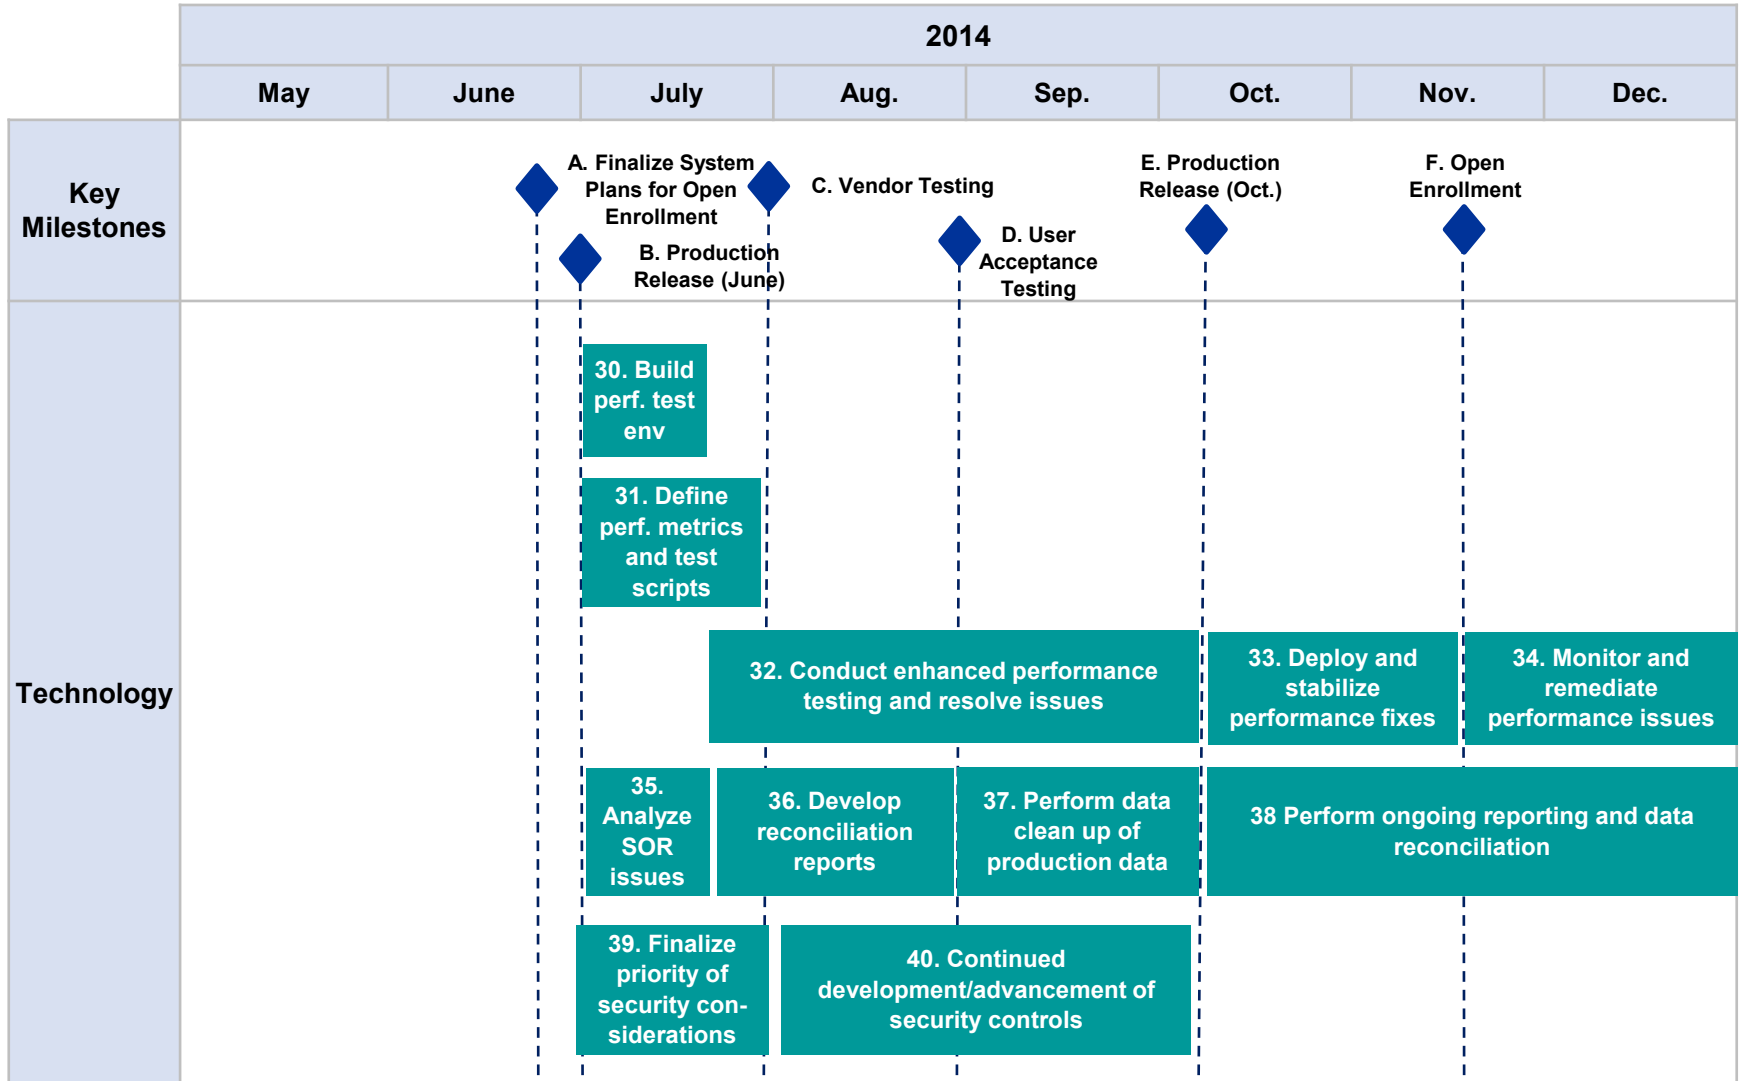 2014
May
June
July
Aug.
Sep.
Oct.
Nov.
Dec.
Key
Milestones
A. Finalize System
Plans for Open
Enrollment
B. Production
Release (June)
C. Vendor Testing
D. User
Acceptance
Testing
E. Production
Release (Oct.)
F. Open
Enrollment
Technology
30. Build
perf. test
env
31. Define
perf. metrics
and test
scripts
32. Conduct enhanced performance
testing and resolve issues
33. Deploy and
stabilize
performance fixes
34. Monitor and
remediate
performance issues
35.
Analyze
SOR
issues
36. Develop
reconciliation
reports
37. Perform data
clean up of
production data
38 Perform ongoing reporting and data
reconciliation
39. Finalize
priority of
security con-
siderations
40. Continued
development/advancement of
security controls